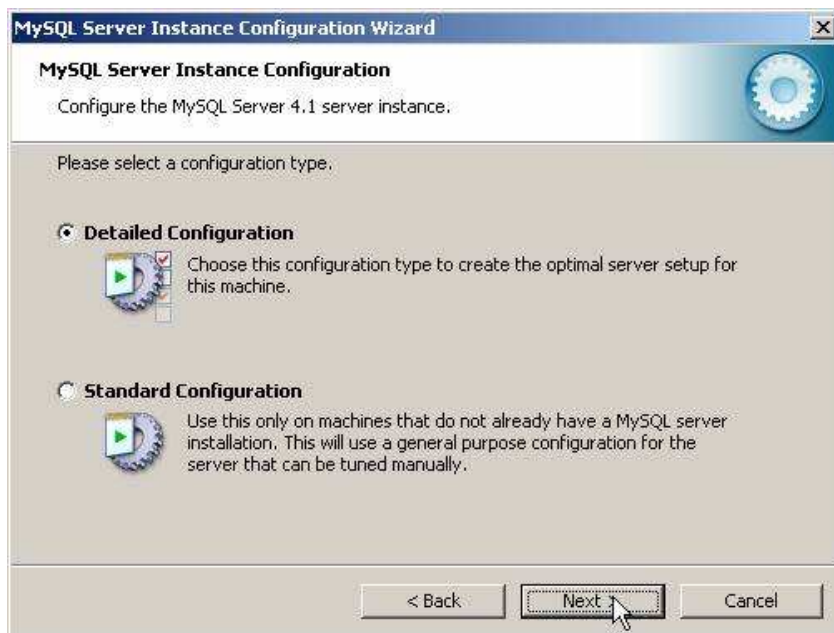 MySQL Server Instance Configuration Wizard
MySQL Server Instance Configuration
Configure the MySQL Server 4.1 server instance.
Please select a configuration type.
Detailed Configuration
Choose this configuration type to create the optimal server setup for
this machine.
Standard Configuration
Use this only on machines that do not already have a MySQL server
installation. This will use a general purpose configuration for the
server that can be tuned manually.
< Back
Next >
Cancel